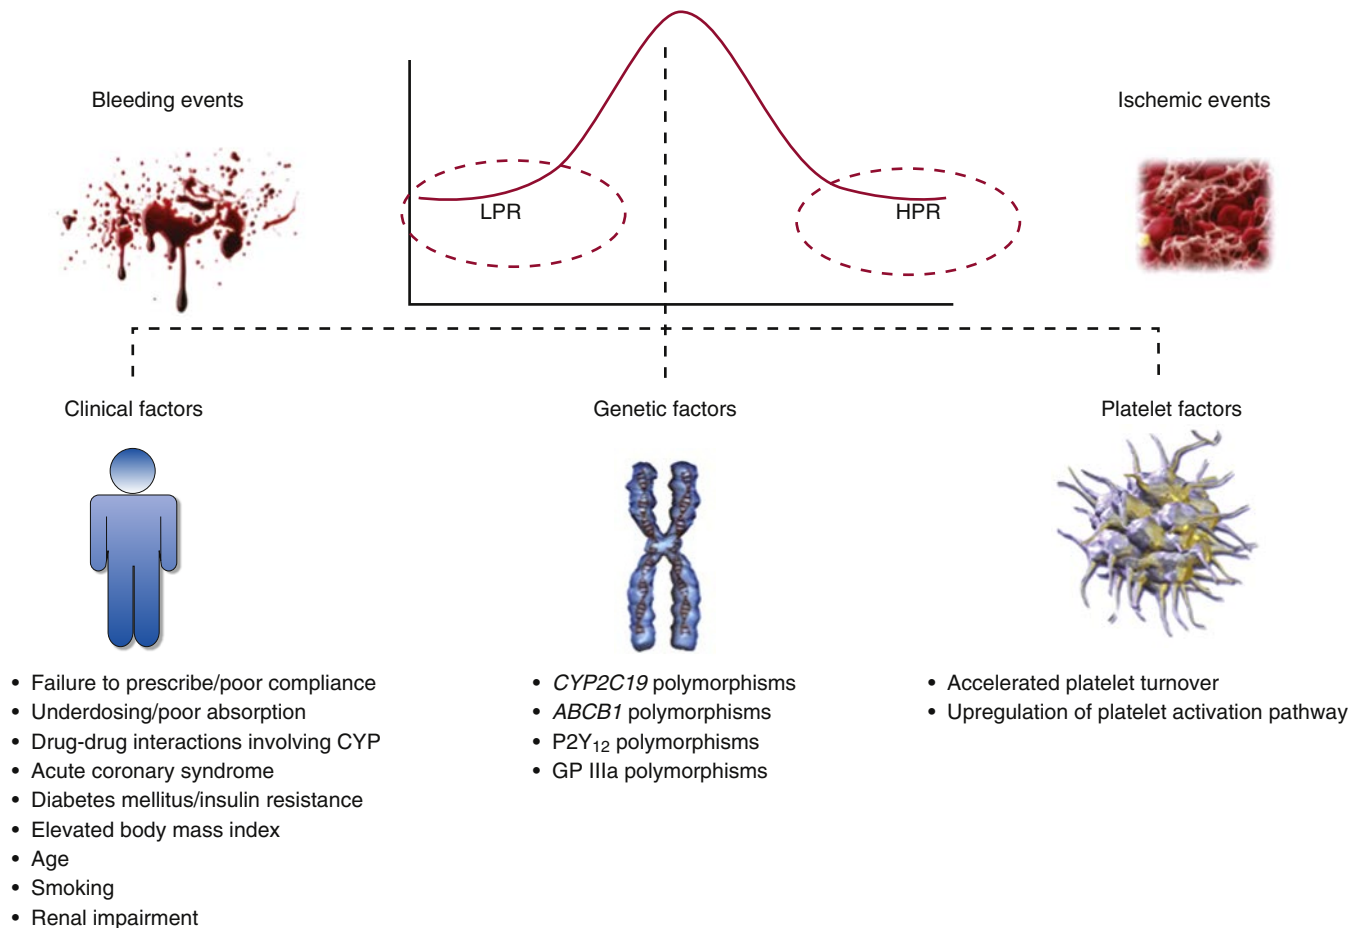 Bleeding events
Ischemic events
LPR
HPR
Clinical factors
Genetic factors
Platelet factors
• Failure to prescribe/poor compliance
• Underdosing/poor absorption
• Drug-drug interactions involving CYP
• Acute coronary syndrome
• Diabetes mellitus/insulin resistance
• Elevated body mass index
• Age
• Smoking
• Renal impairment
• CYP2C19 polymorphisms
• ABCB1 polymorphisms
• P2Y₁₂ polymorphisms
• GP IIIa polymorphisms
• Accelerated platelet turnover
• Upregulation of platelet activation pathway